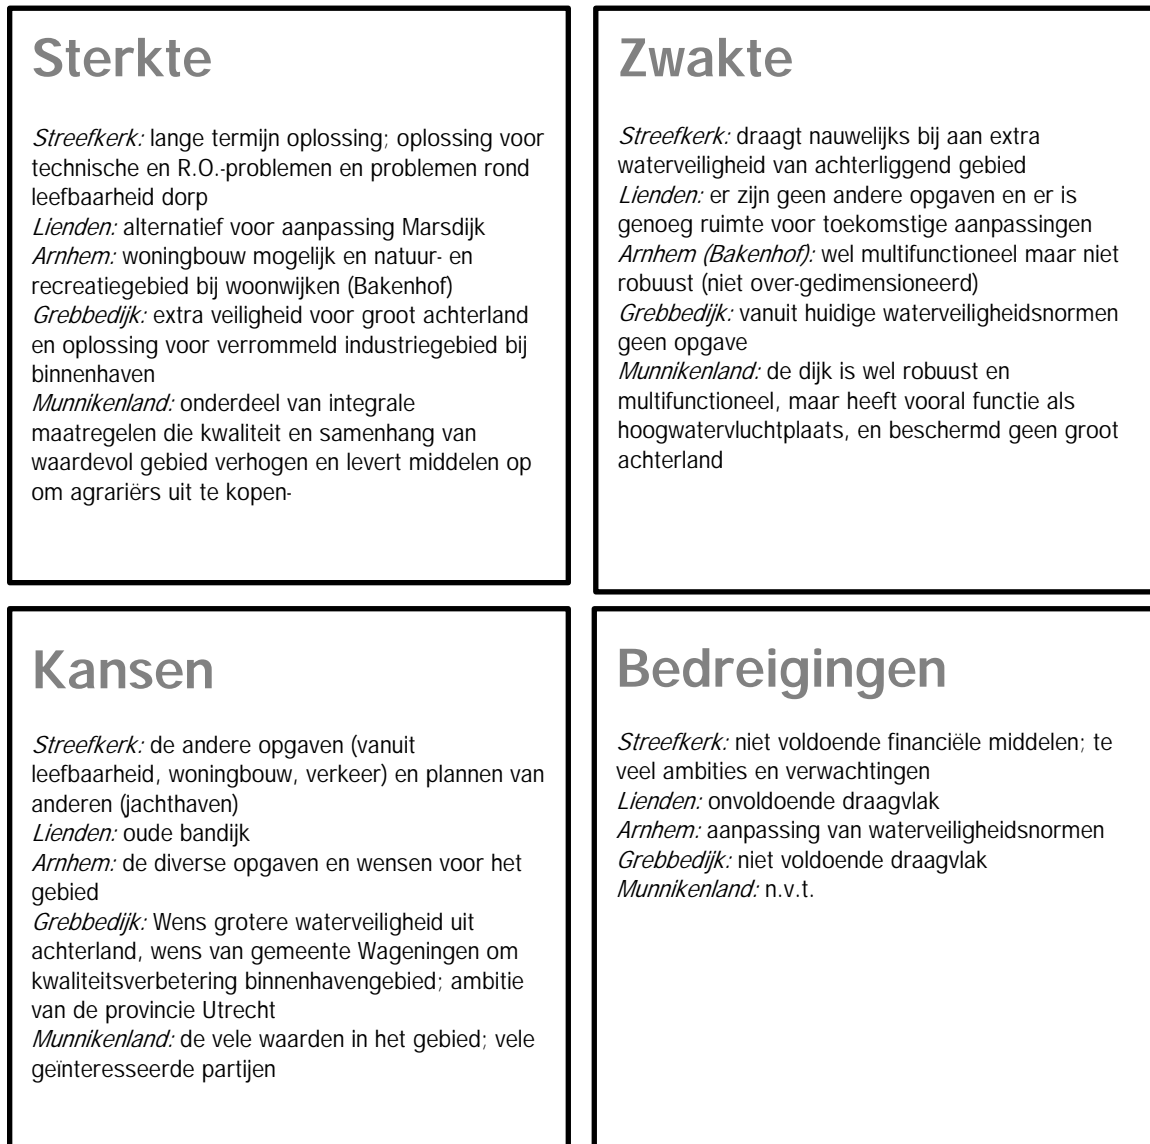 Sterkte
Streefkerk: lange termijn oplossing; oplossing voor
technische en R.O.-problemen en problemen rond
leefbaarheid dorp
Lienden: alternatief voor aanpassing Marsdijk
Arnhem: woningbouw mogelijk en natuur- en
recreatiegebied bij woonwijken (Bakenhof)
Grebbedijk: extra veiligheid voor groot achterland
en oplossing voor verrommeld industriegebied bij
binnenhaven
Munnikenland: onderdeel van integrale
maatregelen die kwaliteit en samenhang van
waardevol gebied verhogen en levert middelen op
om agrariërs uit te kopen-
Zwakte
Streefkerk: draagt nauwelijks bij aan extra
waterveiligheid van achterliggend gebied
Lienden: er zijn geen andere opgaven en er is
genoeg ruimte voor toekomstige aanpassingen
Arnhem (Bakenhof): wel multifunctioneel maar niet
robuust (niet over-gedimensioneerd)
Grebbedijk: vanuit huidige waterveiligheidsnormen
geen opgave
Munnikenland: de dijk is wel robuust en
multifunctioneel, maar heeft vooral functie als
hoogwatervluchtplaats, en beschermd geen groot
achterland
Kansen
Streefkerk: de andere opgaven (vanuit
leefbaarheid, woningbouw, verkeer) en plannen van
anderen (jachthaven)
Lienden: oude bandijk
Arnhem: de diverse opgaven en wensen voor het
gebied
Grebbedijk: Wens grotere waterveiligheid uit
achterland, wens van gemeente Wageningen om
kwaliteitsverbetering binnenhavengebied; ambitie
van de provincie Utrecht
Munnikenland: de vele waarden in het gebied; vele
geïnteresseerde partijen
Bedreigingen
Streefkerk: niet voldoende financiële middelen; te
veel ambities en verwachtingen
Lienden: onvoldoende draagvlak
Arnhem: aanpassing van waterveiligheidsnormen
Grebbedijk: niet voldoende draagvlak
Munnikenland: n.v.t.